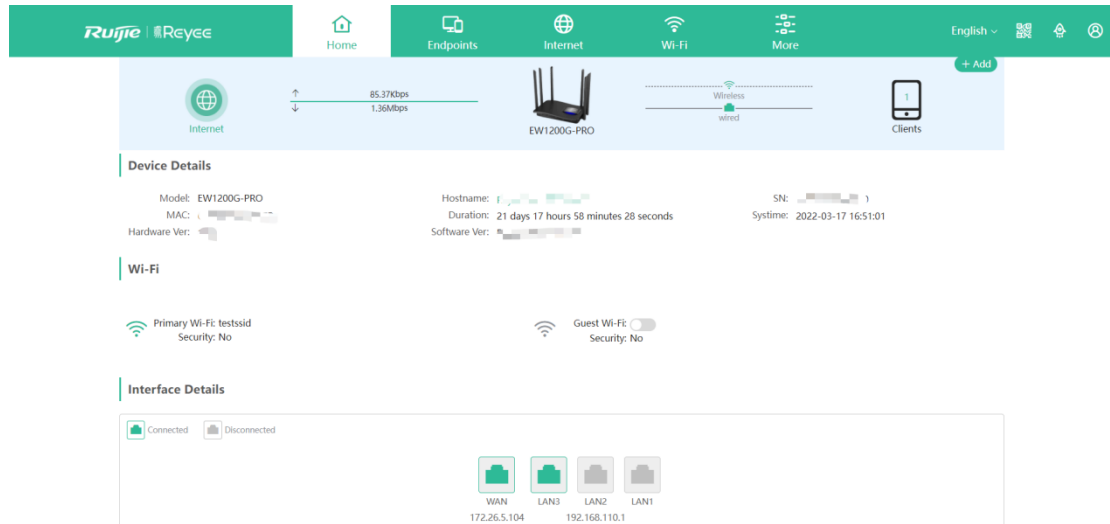 Ruijie | Reyee
Home
Endpoints
Internet
Wi-Fi
More
English
+ Add
85.37Kbps
1.36Mbps
Internet
EW1200G-PRO
Wireless
wired
1
Clients
Device Details
Model: EW1200G-PRO
Hostname:
SN:
MAC:
Duration: 21 days 17 hours 58 minutes 28 seconds
Systime: 2022-03-17 16:51:01
Hardware Ver:
Software Ver:
Wi-Fi
Primary Wi-Fi: testssid
Security: No
Guest Wi-Fi:
Security: No
Interface Details
Connected
Disconnected
WAN
LAN3
LAN2
LAN1
172.26.5.104
192.168.110.1